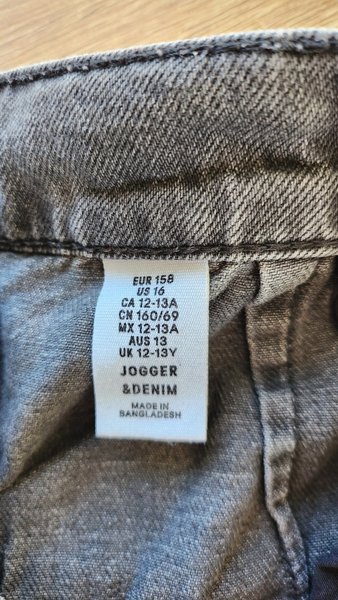 EUR 158
US 16
CA 12-13A
CN 160/69
MX 12-13A
AUS 13
UK 12-13Y
JOGGER
&DENIM
MADE IN
BANGLADESH